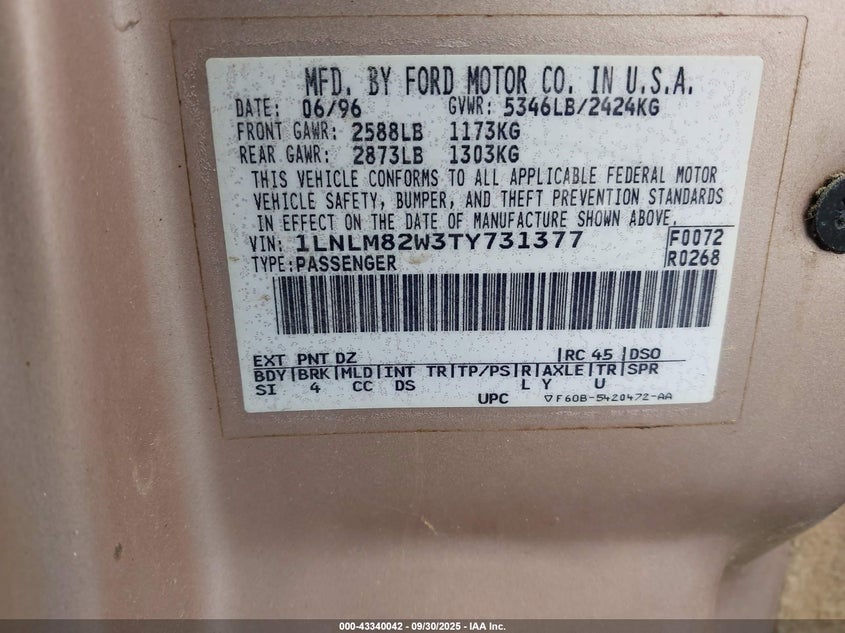 MFD. BY FORD MOTOR CO. IN U.S.A.
DATE: 06/96 GVWR: 5346LB/2424KG
FRONT GAWR: 2588LB 1173KG
REAR GAWR: 2873LB 1303KG
THIS VEHICLE CONFORMS TO ALL APPLICABLE FEDERAL MOTOR
VEHICLE SAFETY, BUMPER, AND THEFT PREVENTION STANDARDS
IN EFFECT ON THE DATE OF MANUFACTURE SHOWN ABOVE.
VIN: 1LNLM82W3TY731377 F0072
TYPE: PASSENGER R0268
EXT PNT DZ RC 45 DSO
BDY BRK MLD INT TR TP/PS R AXLE TR SPR
SI 4 CC DS L Y U
UPC ▽F60B-5420472-AA
000-43340042 / 09/30/2025 - IAA Inc.